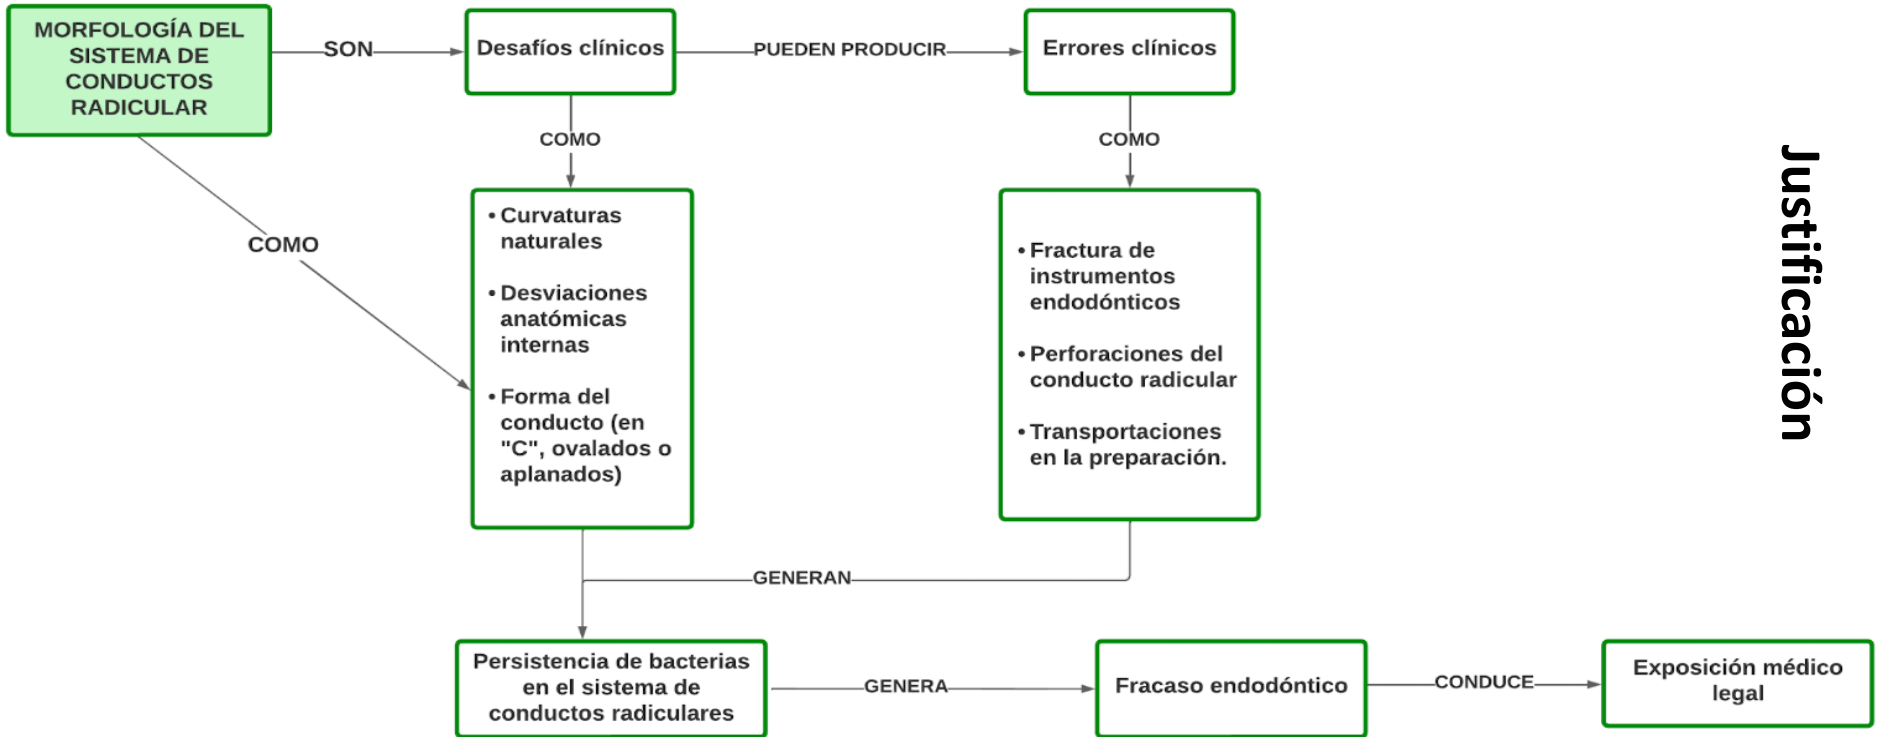 MORFOLOGÍA DEL
SISTEMA DE
CONDUCTOS
RADICULAR
SON
Desafíos clínicos
PUEDEN PRODUCIR
Errores clínicos
COMO
COMO
COMO
• Curvaturas
naturales
• Desviaciones
anatómicas
internas
• Forma del
conducto (en
"C", ovalados o
aplanados)
• Fractura de
instrumentos
endodónticos
• Perforaciones del
conducto radicular
• Transportaciones
en la preparación.
GENERAN
Persistencia de bacterias
en el sistema de
conductos radiculares
GENERA
Fracaso endodóntico
CONDUCE
Exposición médico
legal
Justificación